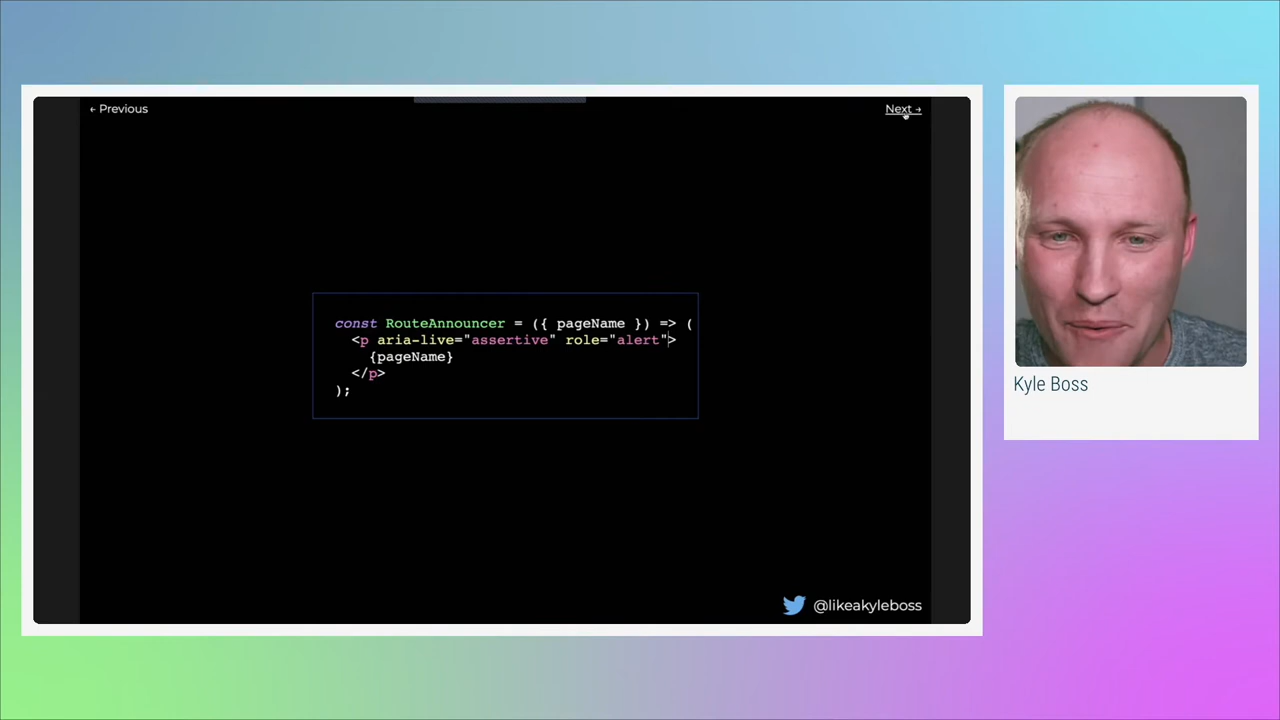 ← Previous
Next →
const RouteAnnouncer = ({ pageName }) => (
<p aria-live="assertive" role="alert">
{pageName}
</p>
);
@likeakyleboss
Kyle Boss